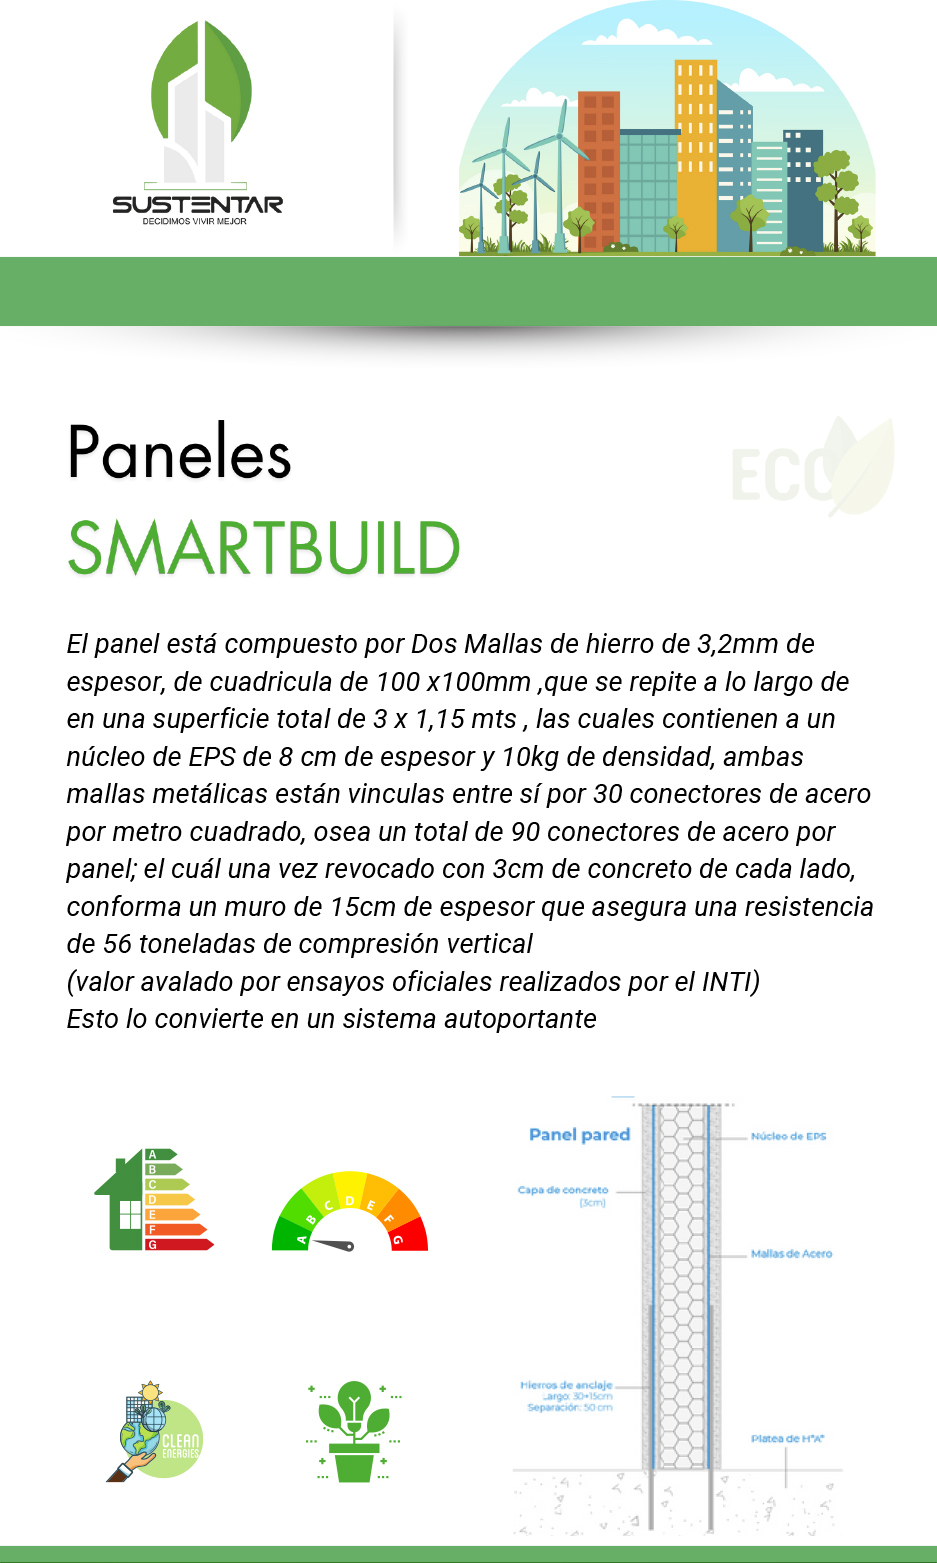 SUSTENTAR
DECIDIMOS VIVIR MEJOR
Paneles
ECO
SMARTBUILD
El panel está compuesto por Dos Mallas de hierro de 3,2mm de
espesor, de cuadricula de 100 x100mm ,que se repite a lo largo de
en una superficie total de 3 x 1,15 mts , las cuales contienen a un
núcleo de EPS de 8 cm de espesor y 10kg de densidad, ambas
mallas metálicas están vinculas entre sí por 30 conectores de acero
por metro cuadrado, osea un total de 90 conectores de acero por
panel; el cuál una vez revocado con 3cm de concreto de cada lado,
conforma un muro de 15cm de espesor que asegura una resistencia
de 56 toneladas de compresión vertical
(valor avalado por ensayos oficiales realizados por el INTI)
Esto lo convierte en un sistema autoportante
A
B
C
D
E
F
G
A B C D E F G
Panel pared
Núcleo de EPS
Capa de concreto
(3cm)
Mallas de Acero
Hierros de anclaje
Largo: 30+15cm
Separación: 50 cm
Platea de H°A°
CLEAN
ENERGIES